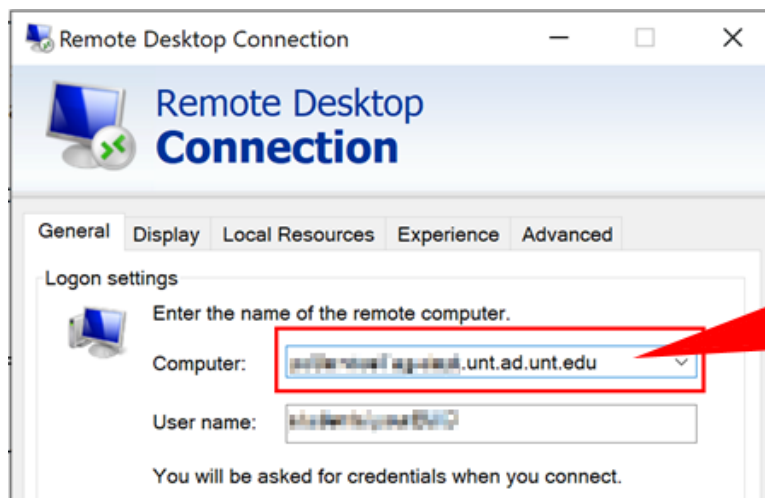 Remote Desktop Connection
Remote Desktop
Connection
General Display Local Resources Experience Advanced
Logon settings
Enter the name of the remote computer.
Computer: .unt.ad.unt.edu
User name:
You will be asked for credentials when you connect.